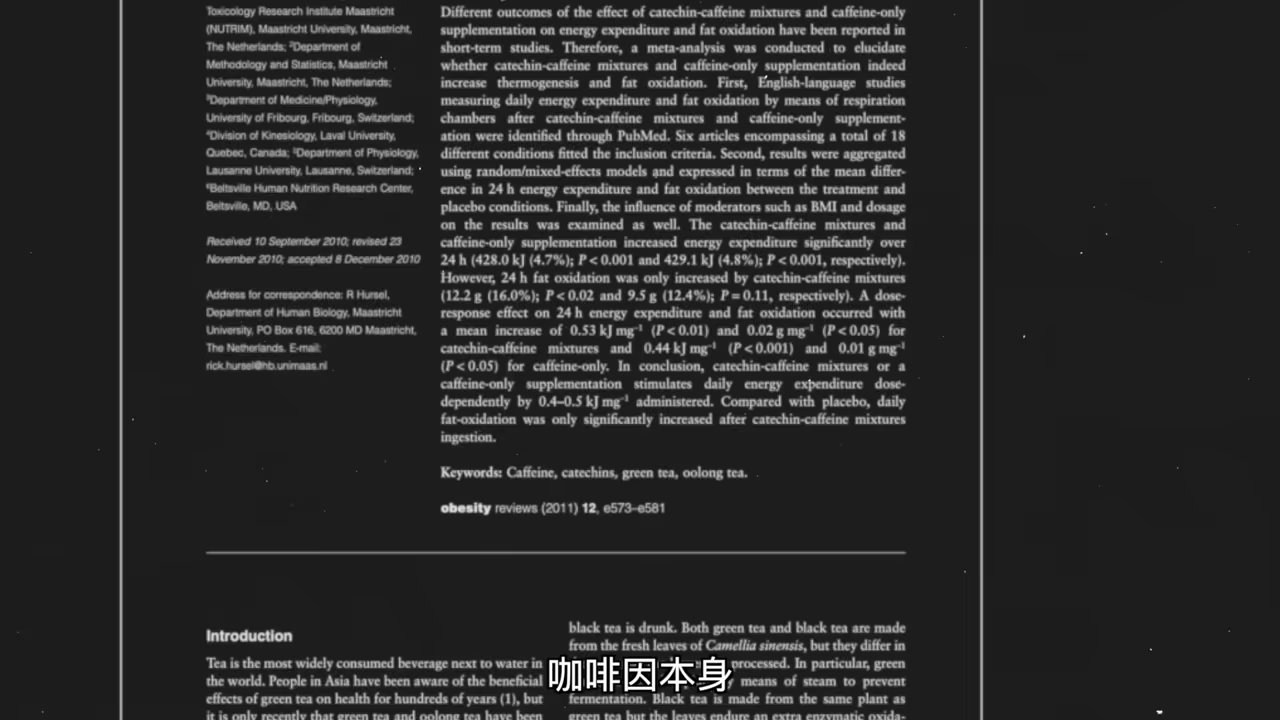 Toxicology Research Institute Maastricht
(NUTRIM), Maastricht University, Maastricht,
The Netherlands; ²Department of
Methodology and Statistics, Maastricht
University, Maastricht, The Netherlands;
³Department of Medicine/Physiology,
University of Fribourg, Fribourg, Switzerland;
⁴Division of Kinesiology, Laval University,
Quebec, Canada; ⁵Department of Physiology,
Lausanne University, Lausanne, Switzerland;
⁶Beltsville Human Nutrition Research Center,
Beltsville, MD, USA
Received 10 September 2010; revised 23
November 2010; accepted 8 December 2010
Address for correspondence: R Hursel,
Department of Human Biology, Maastricht
University, PO Box 616, 6200 MD Maastricht,
The Netherlands. E-mail:
rick.hursel@hb.unimaas.nl
Different outcomes of the effect of catechin-caffeine mixtures and caffeine-only
supplementation on energy expenditure and fat oxidation have been reported in
short-term studies. Therefore, a meta-analysis was conducted to elucidate
whether catechin-caffeine mixtures and caffeine-only supplementation indeed
increase thermogenesis and fat oxidation. First, English-language studies
measuring daily energy expenditure and fat oxidation by means of respiration
chambers after catechin-caffeine mixtures and caffeine-only supplement-
ation were identified through PubMed. Six articles encompassing a total of 18
different conditions fitted the inclusion criteria. Second, results were aggregated
using random/mixed-effects models and expressed in terms of the mean differ-
ence in 24 h energy expenditure and fat oxidation between the treatment and
placebo conditions. Finally, the influence of moderators such as BMI and dosage
on the results was examined as well. The catechin-caffeine mixtures and
caffeine-only supplementation increased energy expenditure significantly over
24 h (428.0 kJ (4.7%); P < 0.001 and 429.1 kJ (4.8%); P < 0.001, respectively).
However, 24 h fat oxidation was only increased by catechin-caffeine mixtures
(12.2 g (16.0%); P < 0.02 and 9.5 g (12.4%); P = 0.11, respectively). A dose-
response effect on 24 h energy expenditure and fat oxidation occurred with
a mean increase of 0.53 kJ mg⁻¹ (P < 0.01) and 0.02 g mg⁻¹ (P < 0.05) for
catechin-caffeine mixtures and 0.44 kJ mg⁻¹ (P < 0.001) and 0.01 g mg⁻¹
(P < 0.05) for caffeine-only. In conclusion, catechin-caffeine mixtures or a
caffeine-only supplementation stimulates daily energy expenditure dose-
dependently by 0.4–0.5 kJ mg⁻¹ administered. Compared with placebo, daily
fat-oxidation was only significantly increased after catechin-caffeine mixtures
ingestion.
Keywords: Caffeine, catechins, green tea, oolong tea.
obesity reviews (2011) 12, e573–e581
Introduction
Tea is the most widely consumed beverage next to water in
the world. People in Asia have been aware of the beneficial
effects of green tea on health for hundreds of years (1), but
it is only recently that green tea and oolong tea have been
black tea is drunk. Both green tea and black tea are made
from the fresh leaves of Camellia sinensis, but they differ in
processed. In particular, green
means of steam to prevent
fermentation. Black tea is made from the same plant as
green tea but the leaves endure an extra enzymatic oxida-
咖啡因本身